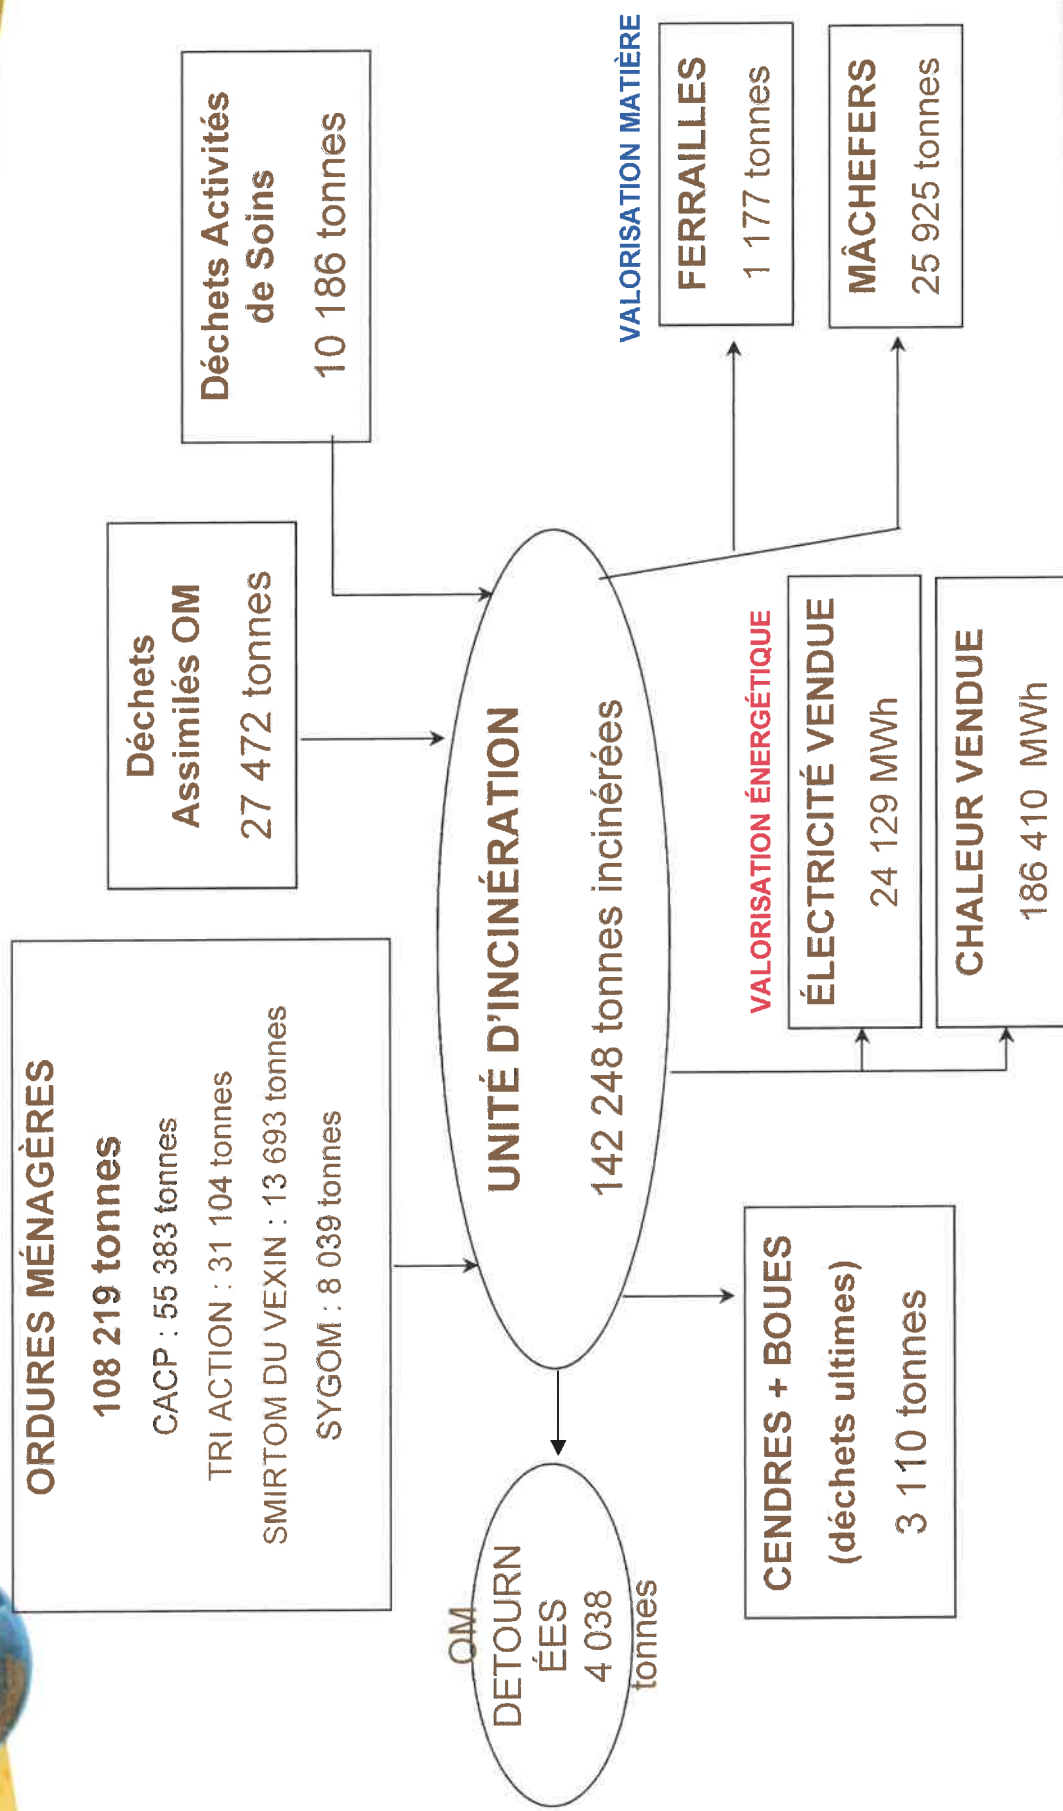 ORDURES MÉNAGÈRES
108 219 tonnes
CACP : 55 383 tonnes
TRI ACTION : 31 104 tonnes
SMIRTOM DU VEXIN : 13 693 tonnes
SYGOM : 8 039 tonnes
Déchets
Assimilés OM
27 472 tonnes
Déchets Activités
de Soins
10 186 tonnes
OM
DETOURN
ÉES
4 038
tonnes
UNITÉ D'INCINÉRATION
142 248 tonnes incinérées
VALORISATION MATIÈRE
FERRAILLES
1 177 tonnes
MÂCHEFERS
25 925 tonnes
VALORISATION ÉNERGÉTIQUE
ÉLECTRICITÉ VENDUE
24 129 MWh
CHALEUR VENDUE
186 410 MWh
CENDRES + BOUES
(déchets ultimes)
3 110 tonnes